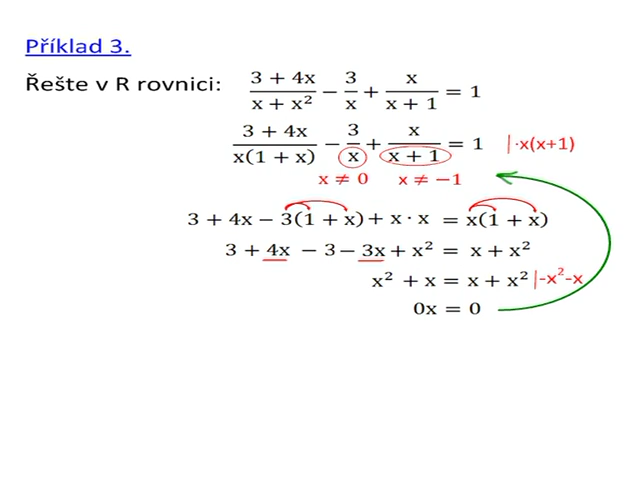 Příklad 3.
Řešte v R rovnici: (3 + 4x)/(x + x²) − 3/x + x/(x + 1) = 1
(3 + 4x)/(x(1 + x)) − 3/x + x/(x + 1) = 1 |·x(x+1)
x ≠ 0 x ≠ −1
3 + 4x − 3(1 + x) + x · x = x(1 + x)
3 + 4x − 3 − 3x + x² = x + x²
x² + x = x + x² |-x²-x
0x = 0